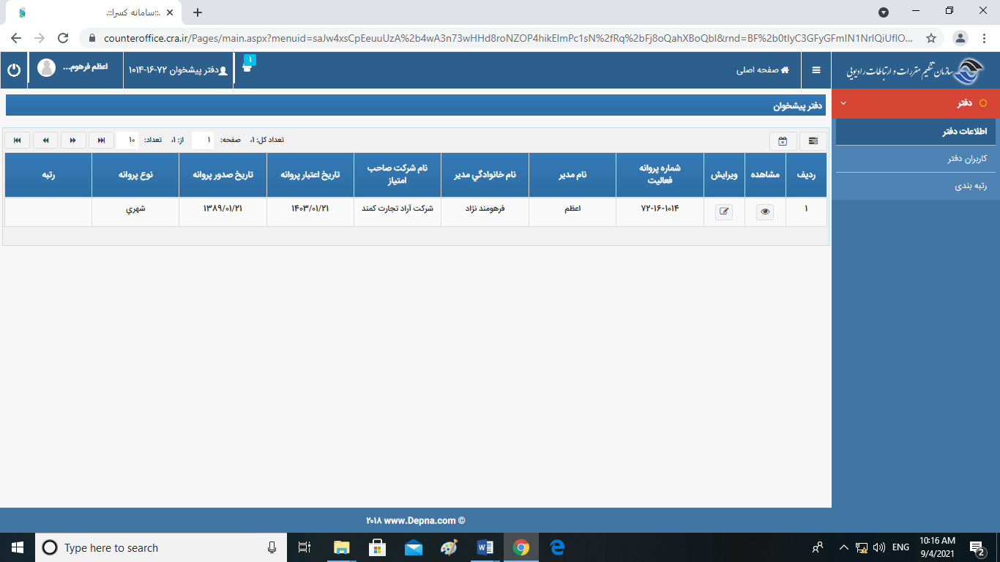 .::سامانه کسرا::.
counteroffice.cra.ir/Pages/main.aspx?menuid=saJw4xsCpEeuuUzA%2b4wA3n73wHHd8roNZOP4hikEImPc1sN%2fRq%2bFj8oQahXBoQbI&rnd=BF%2b0tIyC3GFyGFmIN1NrIQiUfIO...
سازمان تنظیم مقررات و ارتباطات رادیویی
صفحه اصلی
۱
دفتر پیشخوان ۷۲-۱۶-۱۰۱۴
اعظم فرهوم...
دفتر
اطلاعات دفتر
کاربران دفتر
رتبه بندی
دفتر پیشخوان
تعداد کل: ۱، صفحه: ۱ از: ۱، تعداد: ۱۰
ردیف مشاهده ویرایش شماره پروانه فعالیت نام مدیر نام خانوادگي مدیر نام شرکت صاحب امتیاز تاریخ اعتبار پروانه تاریخ صدور پروانه نوع پروانه رتبه
۱ ۷۲-۱۶-۱۰۱۴ اعظم فرهومند نژاد شرکت آراد تجارت کمند ۱۴۰۳/۰۱/۲۱ ۱۳۸۹/۰۱/۲۱ شهري
۲۰۱۸ www.Depna.com ©
Type here to search
ENG
10:16 AM
9/4/2021
2